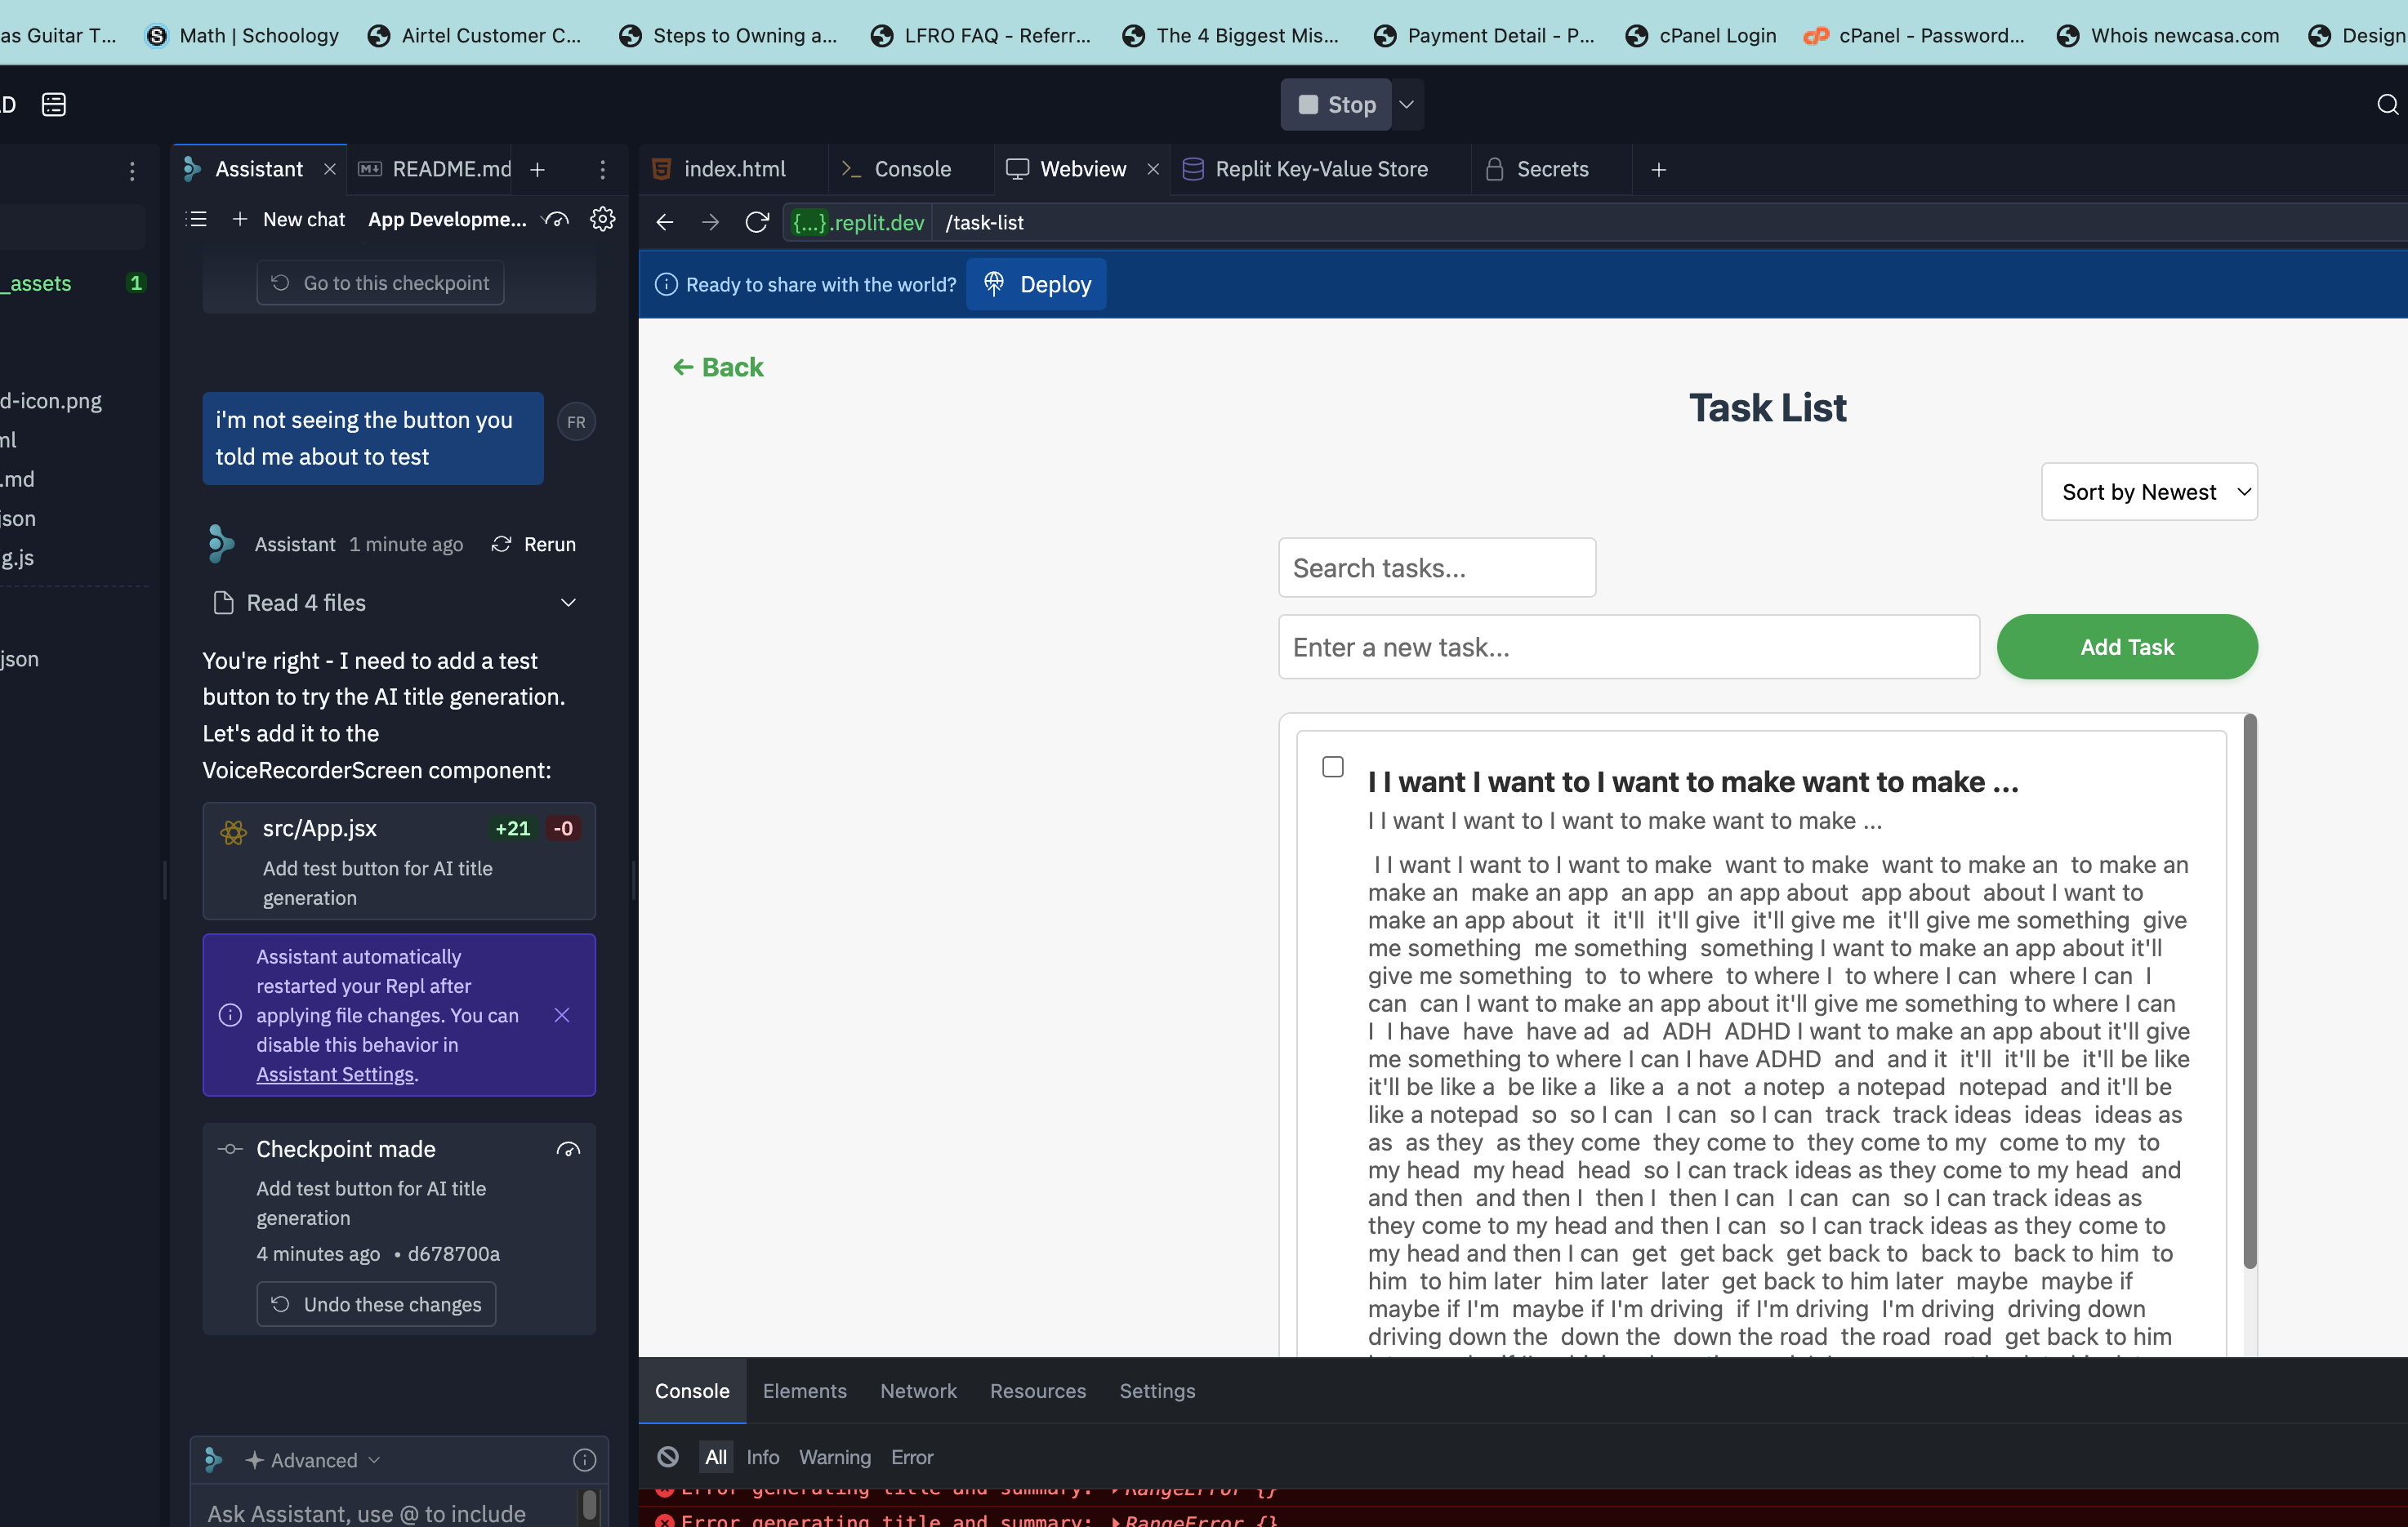 as Guitar T...
Math | Schoology
Airtel Customer C...
Steps to Owning a...
LFRO FAQ - Referr...
The 4 Biggest Mis...
Payment Detail - P...
cPanel Login
cPanel - Password...
Whois newcasa.com
Design
Stop
Assistant
README.md
index.html
Console
Webview
Replit Key-Value Store
Secrets
New chat
App Developme...
{...}.replit.dev
/task-list
_assets
1
d-icon.png
ml
.md
json
g.js
json
Go to this checkpoint
i'm not seeing the button you
told me about to test
FR
Assistant 1 minute ago
Rerun
Read 4 files
You're right - I need to add a test
button to try the AI title generation.
Let's add it to the
VoiceRecorderScreen component:
src/App.jsx
+21 -0
Add test button for AI title
generation
Assistant automatically
restarted your Repl after
applying file changes. You can
disable this behavior in
Assistant Settings.
Checkpoint made
Add test button for AI title
generation
4 minutes ago • d678700a
Undo these changes
Advanced
Ask Assistant, use @ to include
Ready to share with the world?
Deploy
← Back
Task List
Sort by Newest
Search tasks...
Enter a new task...
Add Task
I I want I want to I want to make want to make ...
I I want I want to I want to make want to make ...
I I want I want to I want to make want to make want to make an to make an
make an make an app an app an app about app about about I want to
make an app about it it'll it'll give it'll give me it'll give me something give
me something me something something I want to make an app about it'll
give me something to to where to where I to where I can where I can I
can can I want to make an app about it'll give me something to where I can
I I have have have ad ad ADH ADHD I want to make an app about it'll give
me something to where I can I have ADHD and and it it'll it'll be it'll be like
it'll be like a be like a like a a not a notep a notepad notepad and it'll be
like a notepad so so I can I can so I can track track ideas ideas ideas as
as as they as they come they come to they come to my come to my to
my head my head head so I can track ideas as they come to my head and
and then and then I then I then I can I can can so I can track ideas as
they come to my head and then I can so I can track ideas as they come to
my head and then I can get get back get back to back to back to him to
him to him later him later later get back to him later maybe maybe if
maybe if I'm maybe if I'm driving if I'm driving I'm driving driving down
driving down the down the down the road the road road get back to him
Console
Elements
Network
Resources
Settings
All
Info
Warning
Error
Error generating title and summary: RangeError {}
Error generating title and summary: RangeError {}